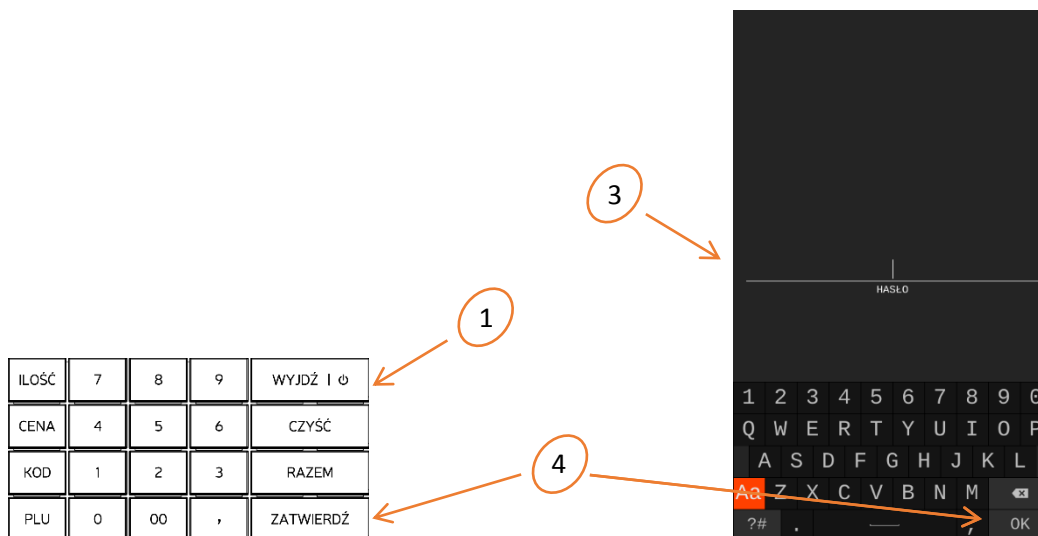 3
HASŁO
1
ILOŚĆ 7 8 9 WYJDŹ |
CENA 4 5 6 CZYŚĆ
KOD 1 2 3 RAZEM
PLU 0 00 , ZATWIERDŹ
4
1 2 3 4 5 6 7 8 9 0
Q W E R T Y U I O P
A S D F G H J K L
Aa Z X C V B N M
?# . , OK